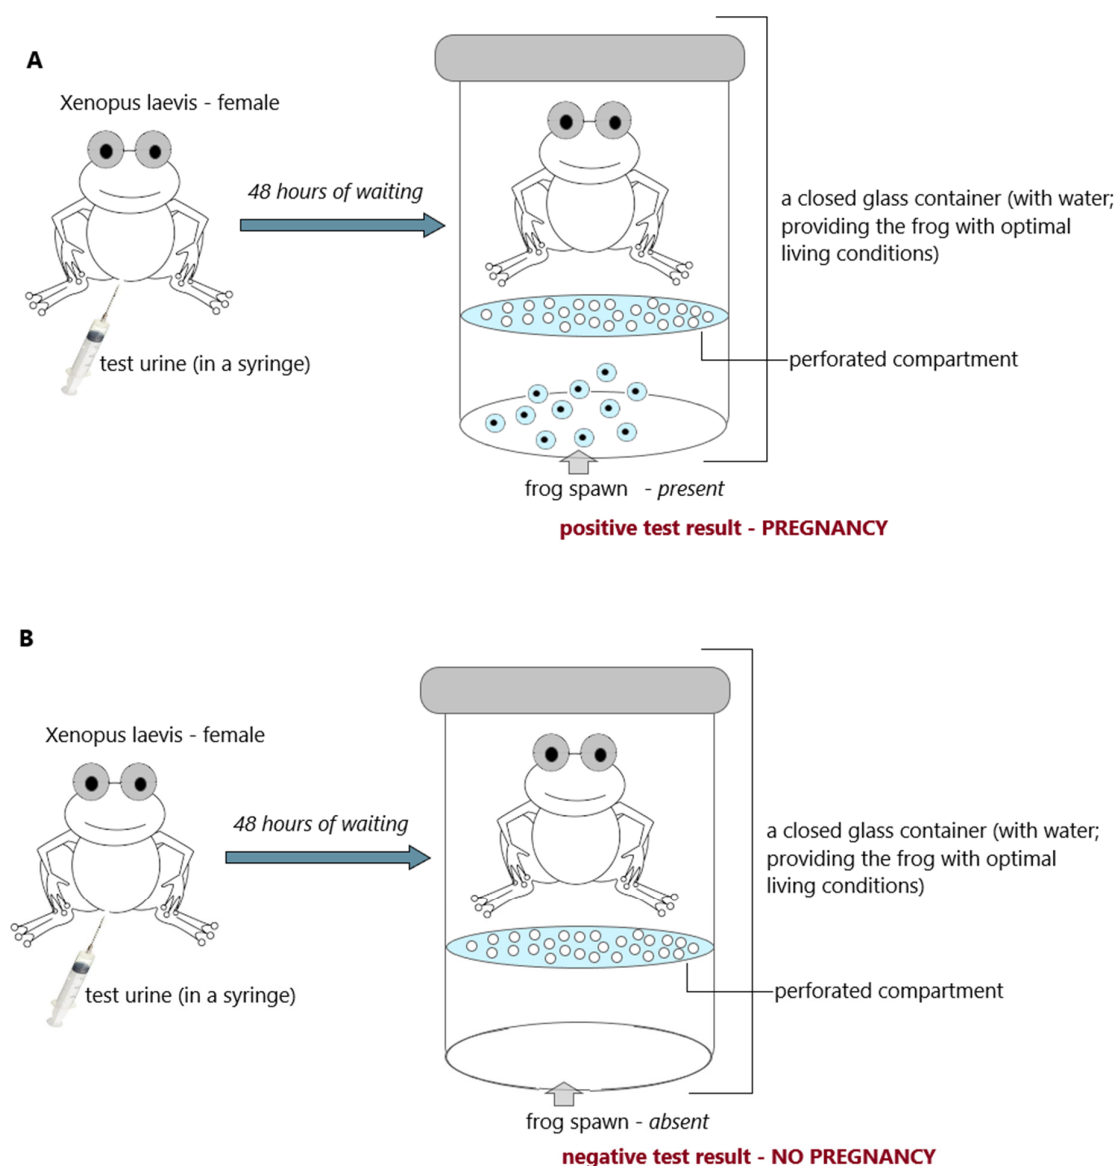 A
Xenopus laevis - female
48 hours of waiting
a closed glass container (with water;
providing the frog with optimal
living conditions)
test urine (in a syringe)
perforated compartment
frog spawn - present
positive test result - PREGNANCY
B
Xenopus laevis - female
48 hours of waiting
a closed glass container (with water;
providing the frog with optimal
living conditions)
test urine (in a syringe)
perforated compartment
frog spawn - absent
negative test result - NO PREGNANCY